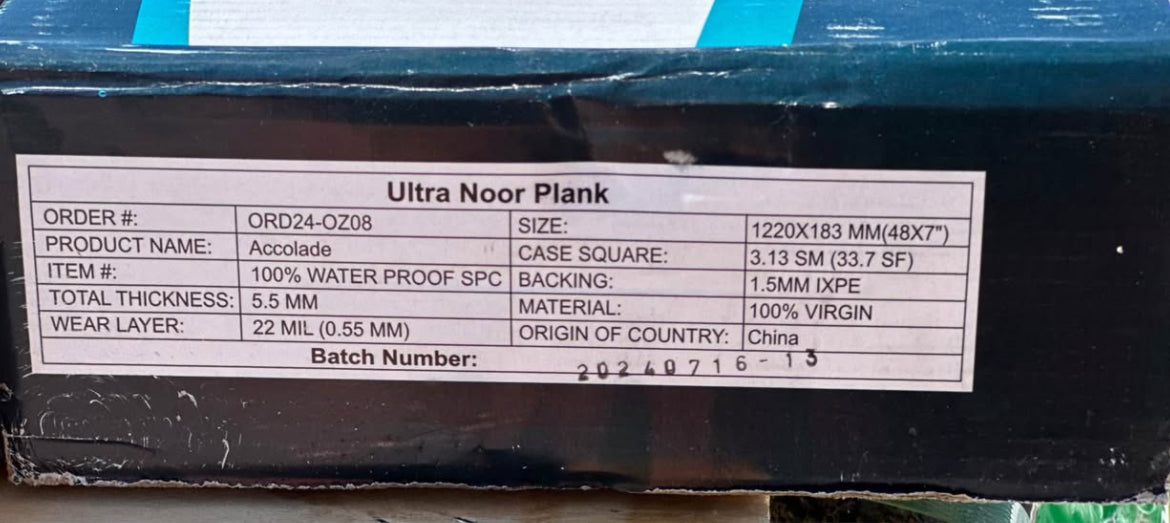 Ultra Noor Plank
ORDER #: ORD24-OZ08 SIZE: 1220X183 MM(48X7")
PRODUCT NAME: Accolade CASE SQUARE: 3.13 SM (33.7 SF)
ITEM #: 100% WATER PROOF SPC BACKING: 1.5MM IXPE
TOTAL THICKNESS: 5.5 MM MATERIAL: 100% VIRGIN
WEAR LAYER: 22 MIL (0.55 MM) ORIGIN OF COUNTRY: China
Batch Number: 20240716-13